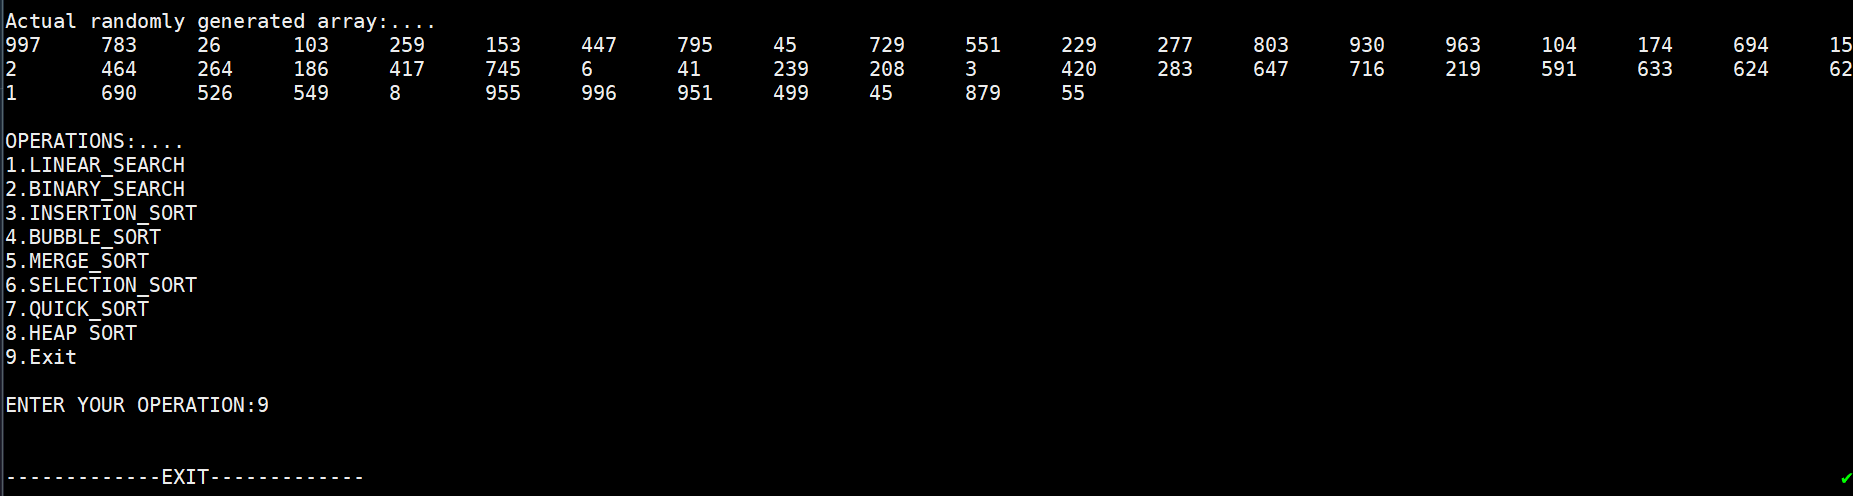 Actual randomly generated array:....
997 783 26 103 259 153 447 795 45 729 551 229 277 803 930 963 104 174 694 15
2 464 264 186 417 745 6 41 239 208 3 420 283 647 716 219 591 633 624 62
1 690 526 549 8 955 996 951 499 45 879 55
OPERATIONS:....
1.LINEAR_SEARCH
2.BINARY_SEARCH
3.INSERTION_SORT
4.BUBBLE_SORT
5.MERGE_SORT
6.SELECTION_SORT
7.QUICK_SORT
8.HEAP SORT
9.Exit
ENTER YOUR OPERATION:9
-------------EXIT-------------